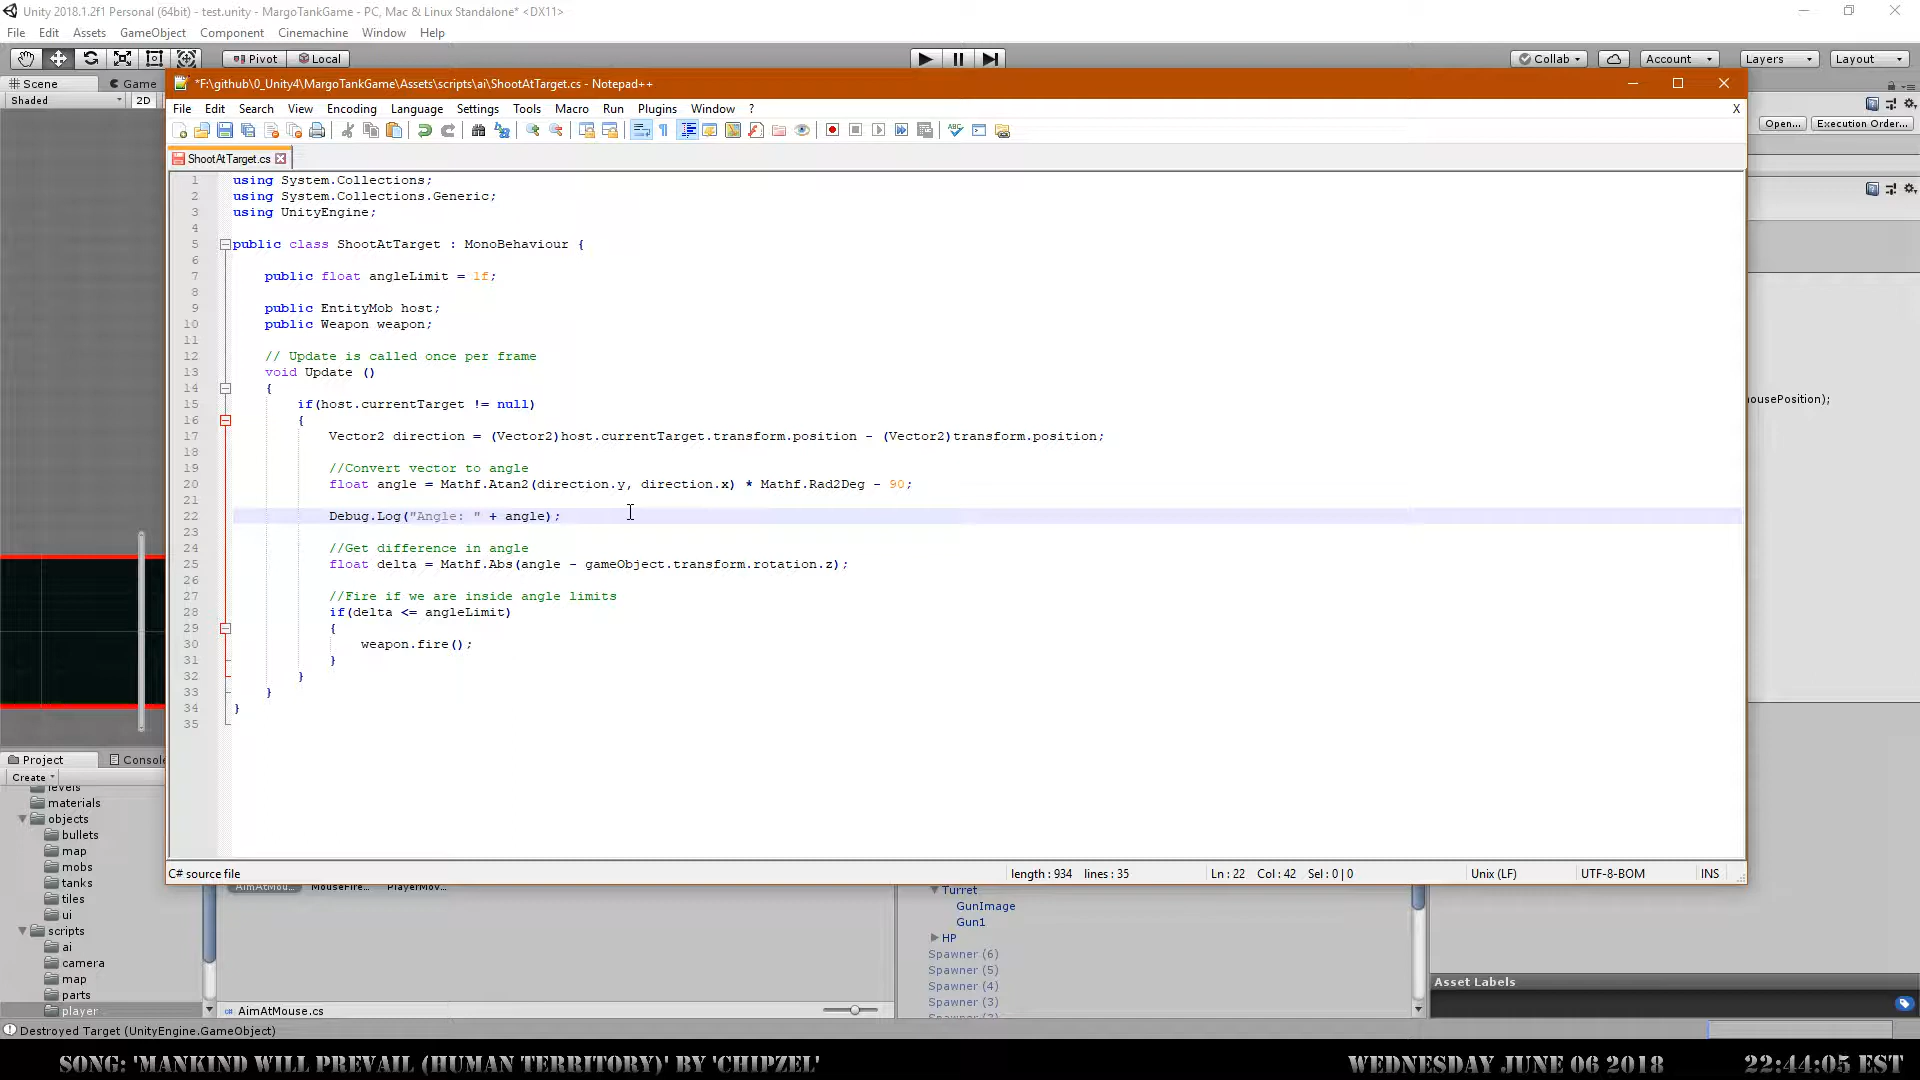 Unity 2018.1.2f1 Personal (64bit) - test.unity - MargoTankGame - PC, Mac & Linux Standalone* <DX11>
File Edit Assets GameObject Component Cinemachine Window Help
Pivot Local Collab Account Layers Layout
Scene Game
Shaded 2D
*F:\github\0_Unity4\MargoTankGame\Assets\scripts\ai\ShootAtTarget.cs - Notepad++
File Edit Search View Encoding Language Settings Tools Macro Run Plugins Window ? X
Open... Execution Order...
ShootAtTarget.cs
1 using System.Collections;
2 using System.Collections.Generic;
3 using UnityEngine;
4
5 public class ShootAtTarget : MonoBehaviour {
6
7 public float angleLimit = 1f;
8
9 public EntityMob host;
10 public Weapon weapon;
11
12 // Update is called once per frame
13 void Update ()
14 {
15 if(host.currentTarget != null)
16 {
17 Vector2 direction = (Vector2)host.currentTarget.transform.position - (Vector2)transform.position;
18
19 //Convert vector to angle
20 float angle = Mathf.Atan2(direction.y, direction.x) * Mathf.Rad2Deg - 90;
21
22 Debug.Log("Angle: " + angle);
23
24 //Get difference in angle
25 float delta = Mathf.Abs(angle - gameObject.transform.rotation.z);
26
27 //Fire if we are inside angle limits
28 if(delta <= angleLimit)
29 {
30 weapon.fire();
31 }
32 }
33 }
34 }
35
ousePosition);
Project Console
Create
levels
materials
objects
bullets
map
mobs
tanks
tiles
ui
scripts
ai
camera
map
parts
player
C# source file length : 934 lines : 35 Ln : 22 Col : 42 Sel : 0 | 0 Unix (LF) UTF-8-BOM INS
AimAtMou... MouseFire... PlayerMov...
Turret
GunImage
Gun1
HP
Spawner (6)
Spawner (5)
Spawner (4)
Spawner (3)
Asset Labels
AimAtMouse.cs
Destroyed Target (UnityEngine.GameObject)
SONG: 'MANKIND WILL PREVAIL (HUMAN TERRITORY)' BY 'CHIPZEL' WEDNESDAY JUNE 06 2018 22:44:05 EST